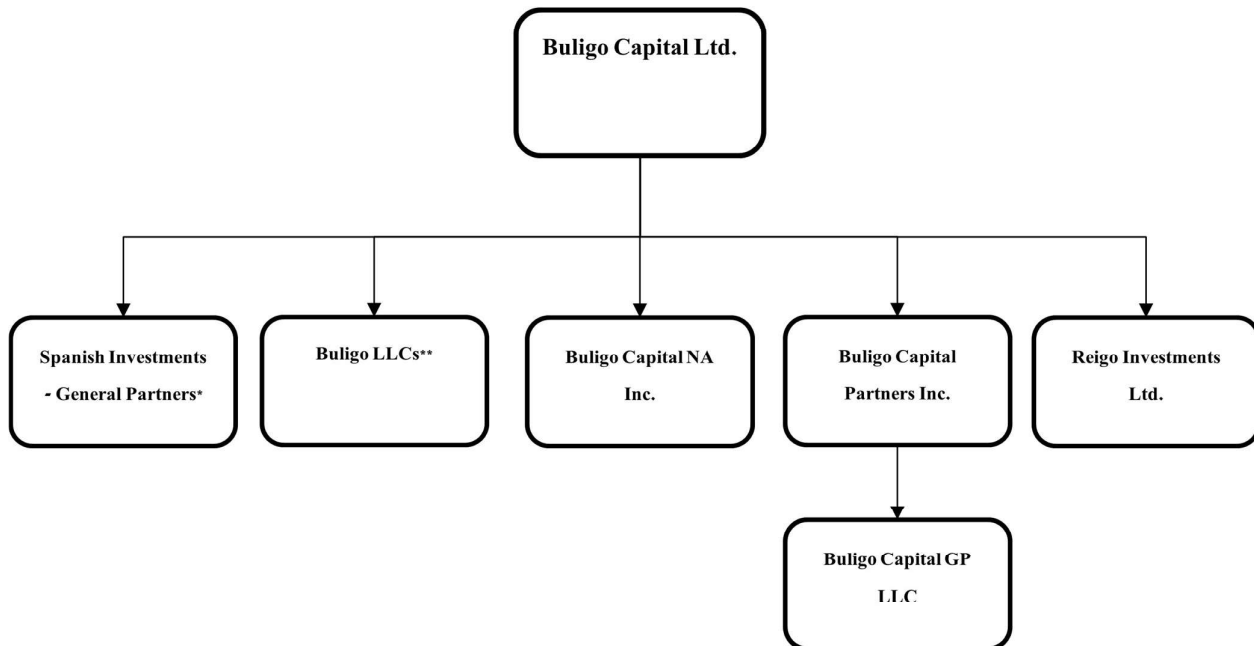 Buligo Capital Ltd.
Spanish Investments
- General Partners*
Buligo LLCs**
Buligo Capital NA
Inc.
Buligo Capital
Partners Inc.
Reigo Investments
Ltd.
Buligo Capital GP
LLC